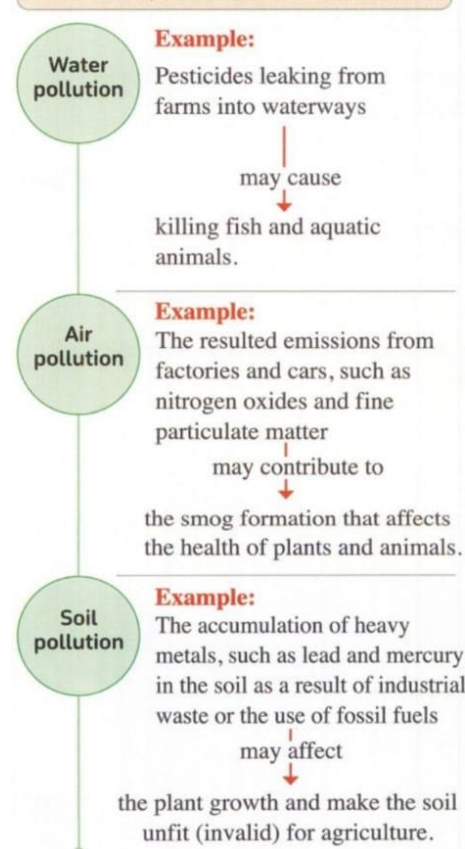 Water
pollution
Example:
Pesticides leaking from
farms into waterways
may cause
killing fish and aquatic
animals.
Air
pollution
Example:
The resulted emissions from
factories and cars, such as
nitrogen oxides and fine
particulate matter
may contribute to
the smog formation that affects
the health of plants and animals.
Soil
pollution
Example:
The accumulation of heavy
metals, such as lead and mercury
in the soil as a result of industrial
waste or the use of fossil fuels
may affect
the plant growth and make the soil
unfit (invalid) for agriculture.